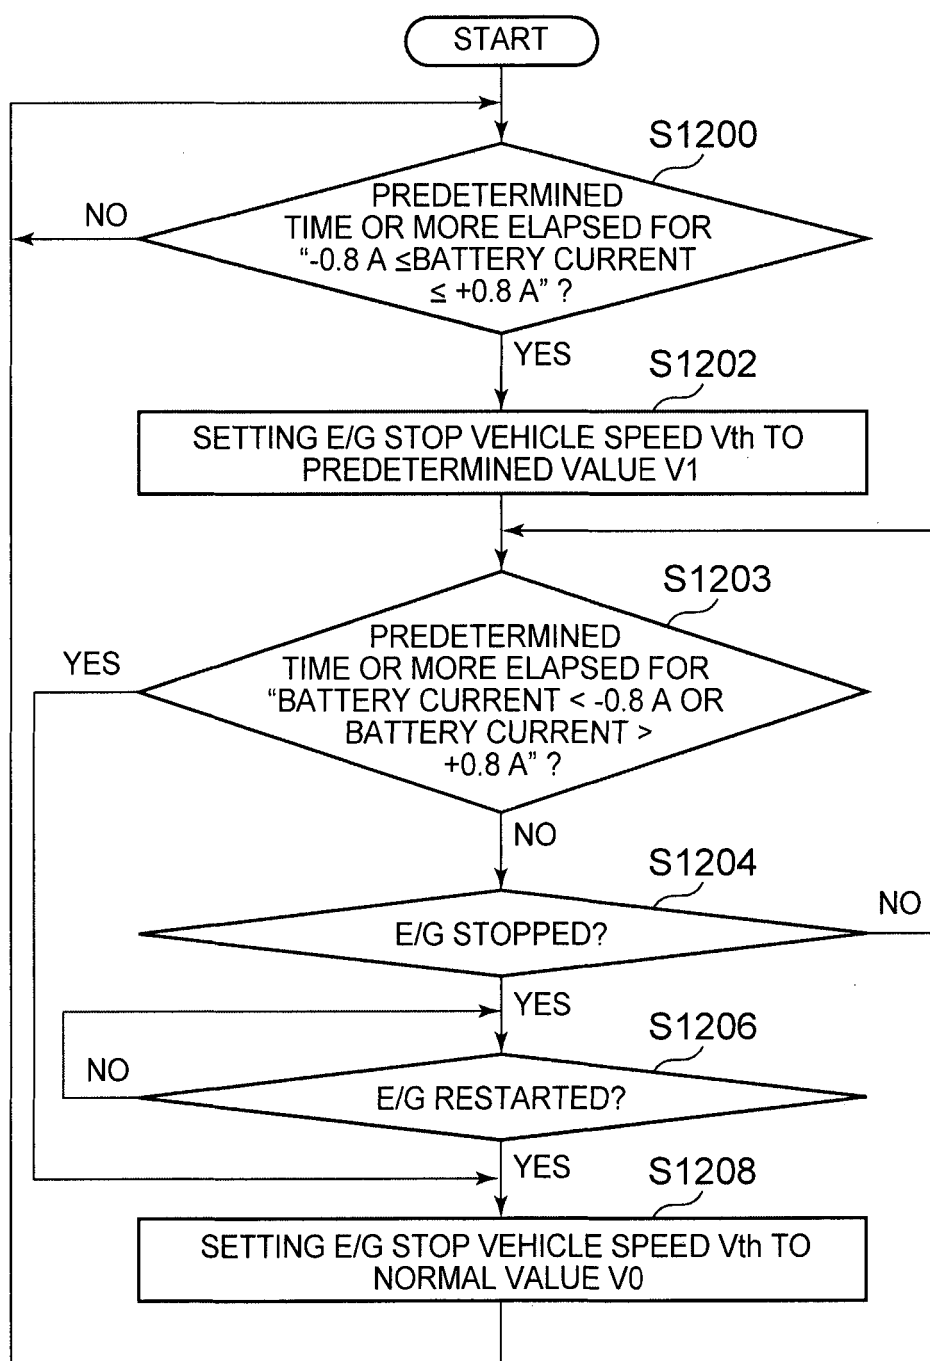 START
S1200
PREDETERMINED
TIME OR MORE ELAPSED FOR
“-0.8 A ≤BATTERY CURRENT
≤ +0.8 A” ?
NO
YES
S1202
SETTING E/G STOP VEHICLE SPEED Vth TO
PREDETERMINED VALUE V1
S1203
PREDETERMINED
TIME OR MORE ELAPSED FOR
“BATTERY CURRENT < -0.8 A OR
BATTERY CURRENT >
+0.8 A” ?
YES
NO
S1204
E/G STOPPED?
NO
YES
S1206
E/G RESTARTED?
NO
YES
S1208
SETTING E/G STOP VEHICLE SPEED Vth TO
NORMAL VALUE V0